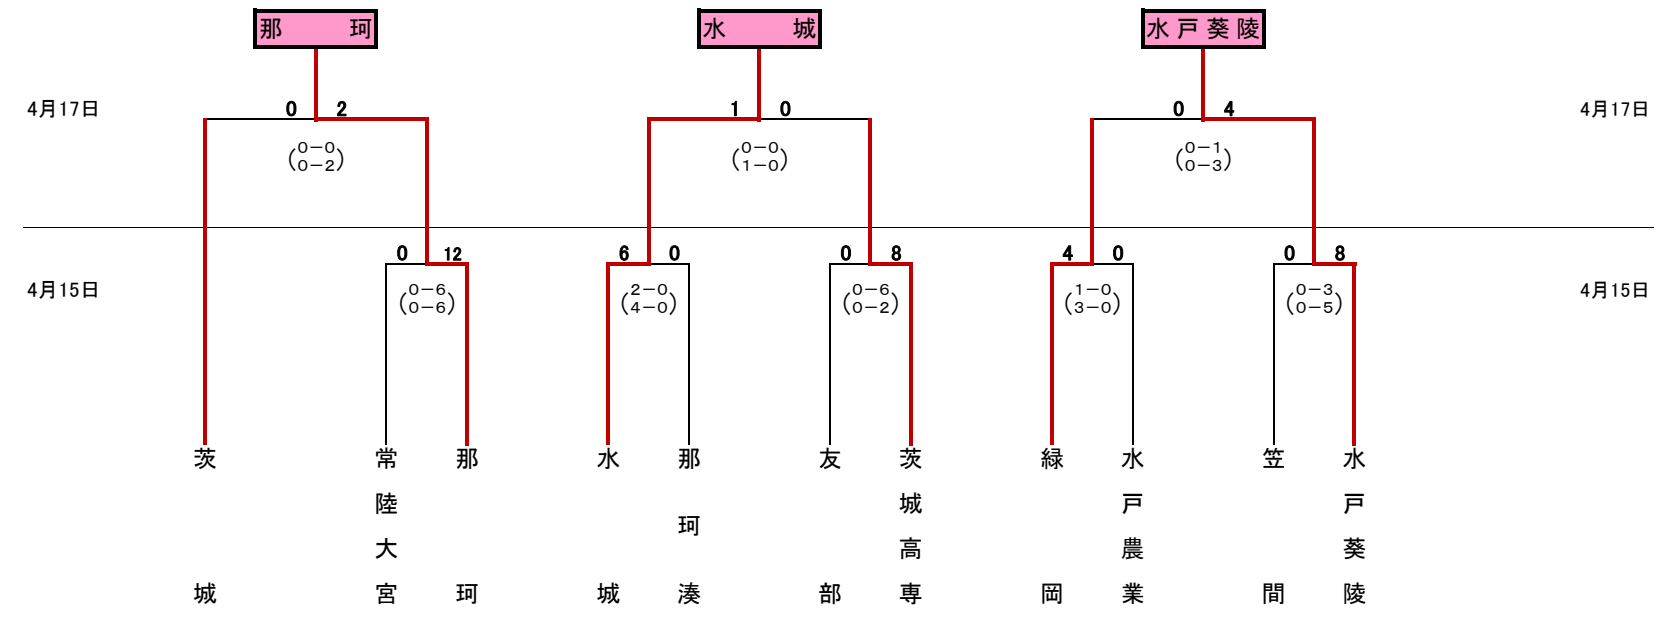 那珂 水城 水戸葵陵
4月17日 0 2 1 0 0 4 4月17日
(0-0 (0-0 (0-1
0-2) 1-0) 0-3)
0 12 6 0 0 8 4 0 0 8
4月15日 (0-6 (2-0 (0-6 (1-0 (0-3 4月15日
0-6) 4-0) 0-2) 3-0) 0-5)
茨城
常陸大宮
那珂
水城
那珂湊
友部
茨城高専
緑岡
水戸農業
笠間
水戸葵陵